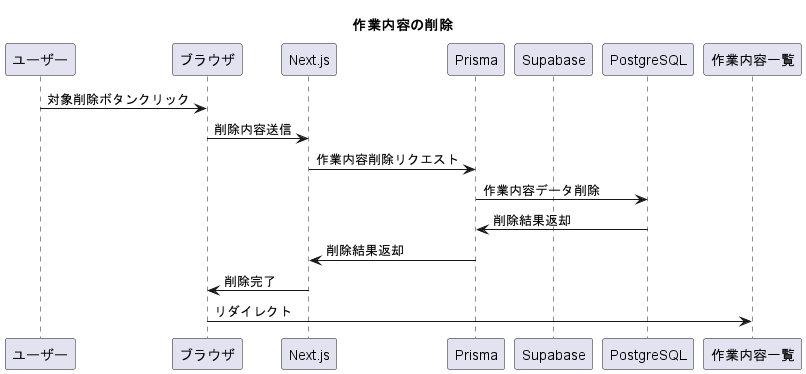 作業内容の削除
ユーザー ブラウザ Next.js Prisma Supabase PostgreSQL 作業内容一覧
対象削除ボタンクリック
削除内容送信
作業内容削除リクエスト
作業内容データ削除
削除結果返却
削除結果返却
削除完了
リダイレクト
ユーザー ブラウザ Next.js Prisma Supabase PostgreSQL 作業内容一覧